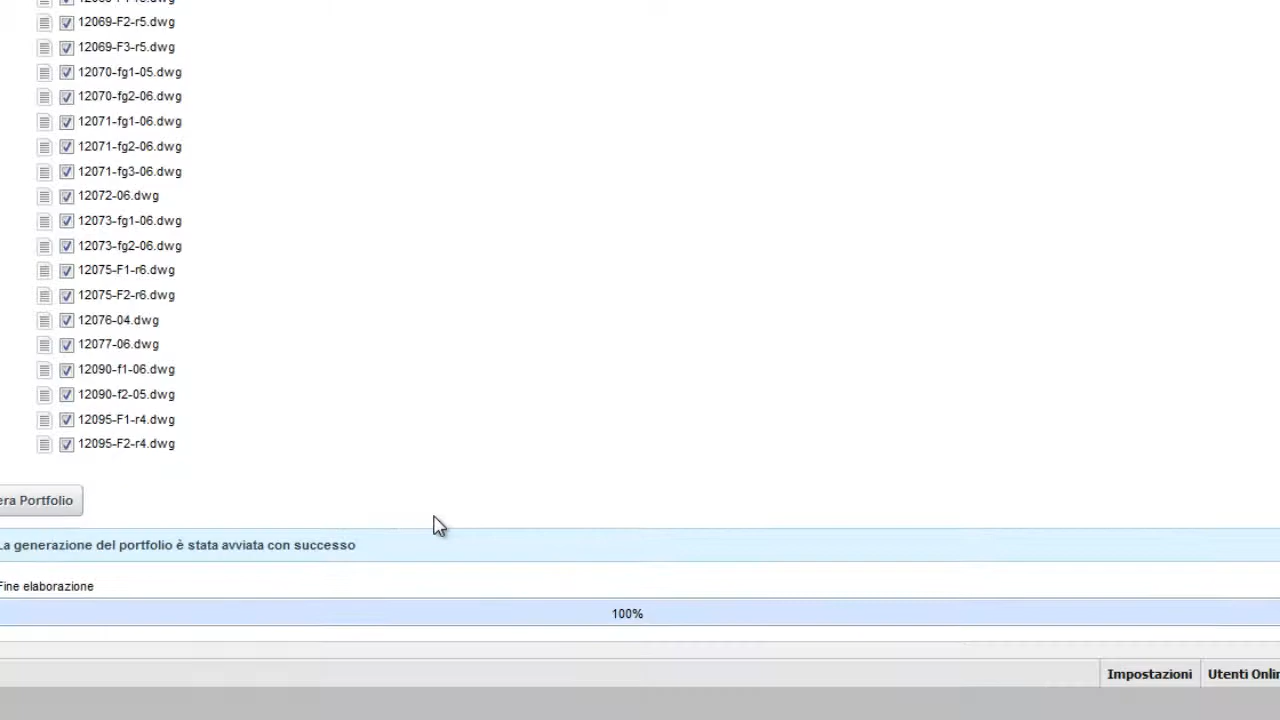 12069-F2-r5.dwg
12069-F3-r5.dwg
12070-fg1-05.dwg
12070-fg2-06.dwg
12071-fg1-06.dwg
12071-fg2-06.dwg
12071-fg3-06.dwg
12072-06.dwg
12073-fg1-06.dwg
12073-fg2-06.dwg
12075-F1-r6.dwg
12075-F2-r6.dwg
12076-04.dwg
12077-06.dwg
12090-f1-06.dwg
12090-f2-05.dwg
12095-F1-r4.dwg
12095-F2-r4.dwg
era Portfolio
La generazione del portfolio è stata avviata con successo
Fine elaborazione
100%
Impostazioni
Utenti Onlin